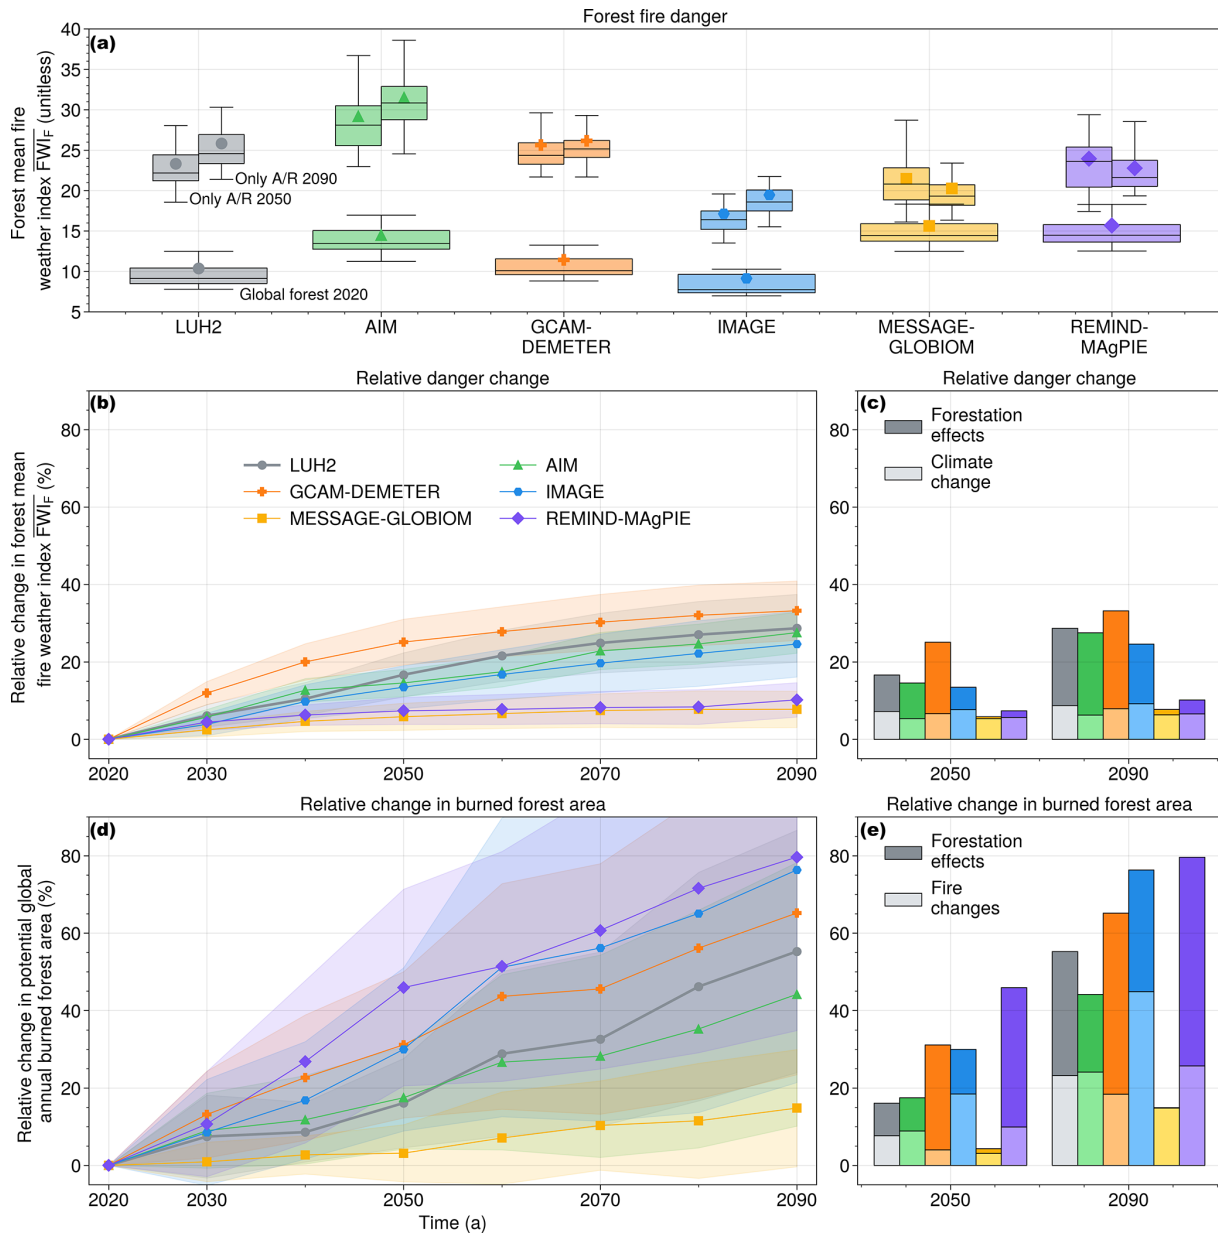 Forest fire danger
(a)
Forest mean fire
weather index FWI_F (unitless)
40
35
30
25
20
15
10
5
Only A/R 2090
Only A/R 2050
Global forest 2020
LUH2
AIM
GCAM-
DEMETER
IMAGE
MESSAGE-
GLOBIOM
REMIND-
MAgPIE
Relative danger change
(b)
Relative change in forest mean
fire weather index FWI_F (%)
80
60
40
20
0
LUH2
GCAM-DEMETER
MESSAGE-GLOBIOM
AIM
IMAGE
REMIND-MAgPIE
2020
2030
2050
2070
2090
Relative danger change
(c)
80
60
40
20
0
Forestation
effects
Climate
change
2050
2090
Relative change in burned forest area
(d)
Relative change in potential global
annual burned forest area (%)
80
60
40
20
0
2020
2030
2050
2070
2090
Time (a)
Relative change in burned forest area
(e)
80
60
40
20
0
Forestation
effects
Fire
changes
2050
2090